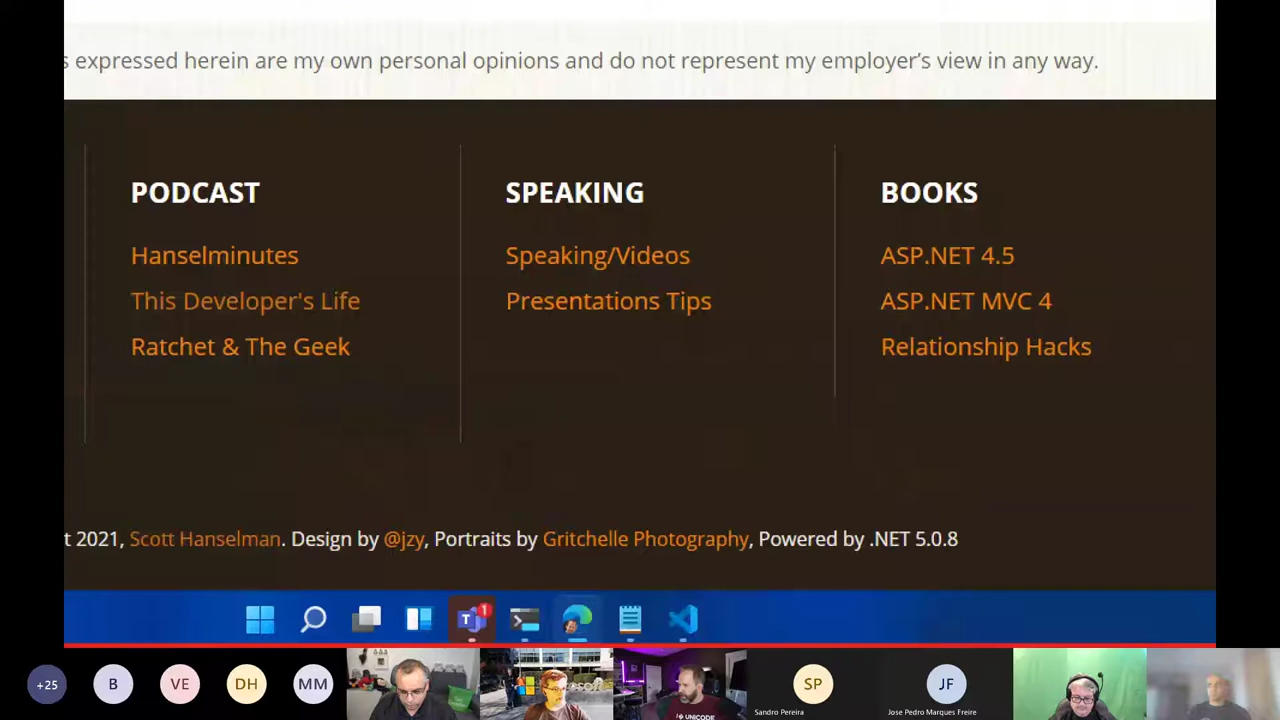 s expressed herein are my own personal opinions and do not represent my employer's view in any way.
PODCAST
Hanselminutes
This Developer's Life
Ratchet & The Geek
SPEAKING
Speaking/Videos
Presentations Tips
BOOKS
ASP.NET 4.5
ASP.NET MVC 4
Relationship Hacks
t 2021, Scott Hanselman. Design by @jzy, Portraits by Gritchelle Photography, Powered by .NET 5.0.8
T 1
+25 B VE DH MM UNICODE SP JF
Sandro Pereira Jose Pedro Marques Freire